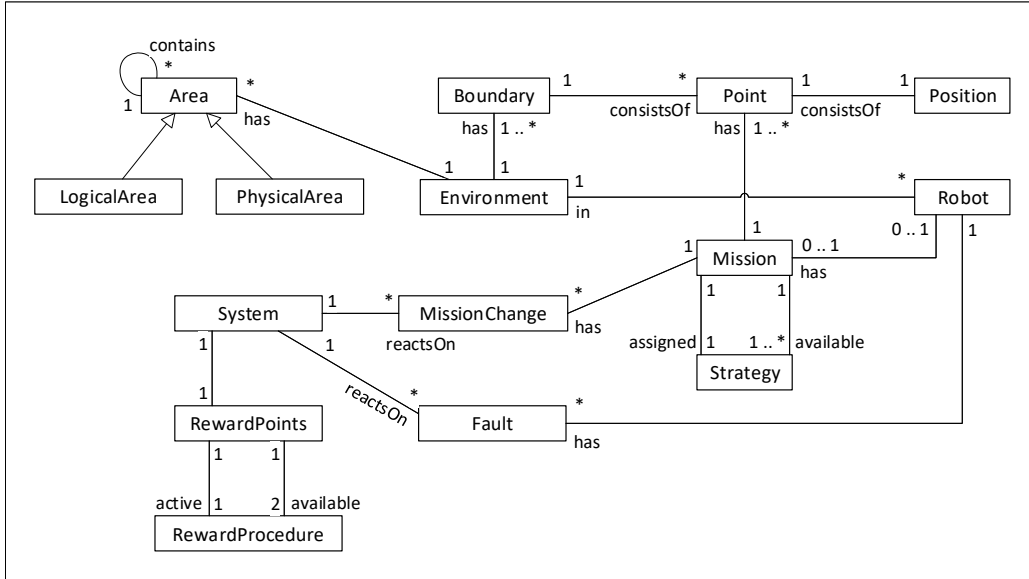 contains
*
*
1
Area
has
Boundary
1
*
consistsOf
Point
1
1
consistsOf
Position
has
1 .. *
has
1 .. *
LogicalArea
PhysicalArea
1
1
Environment
1
in
*
Robot
1
1
Mission
0 .. 1
has
0 .. 1
1
System
1
*
reactsOn
MissionChange
*
has
1
1
assigned
1
1 .. *
available
Strategy
1
1
reactsOn
*
Fault
*
has
1
RewardPoints
1
1
active
1
2
available
RewardProcedure